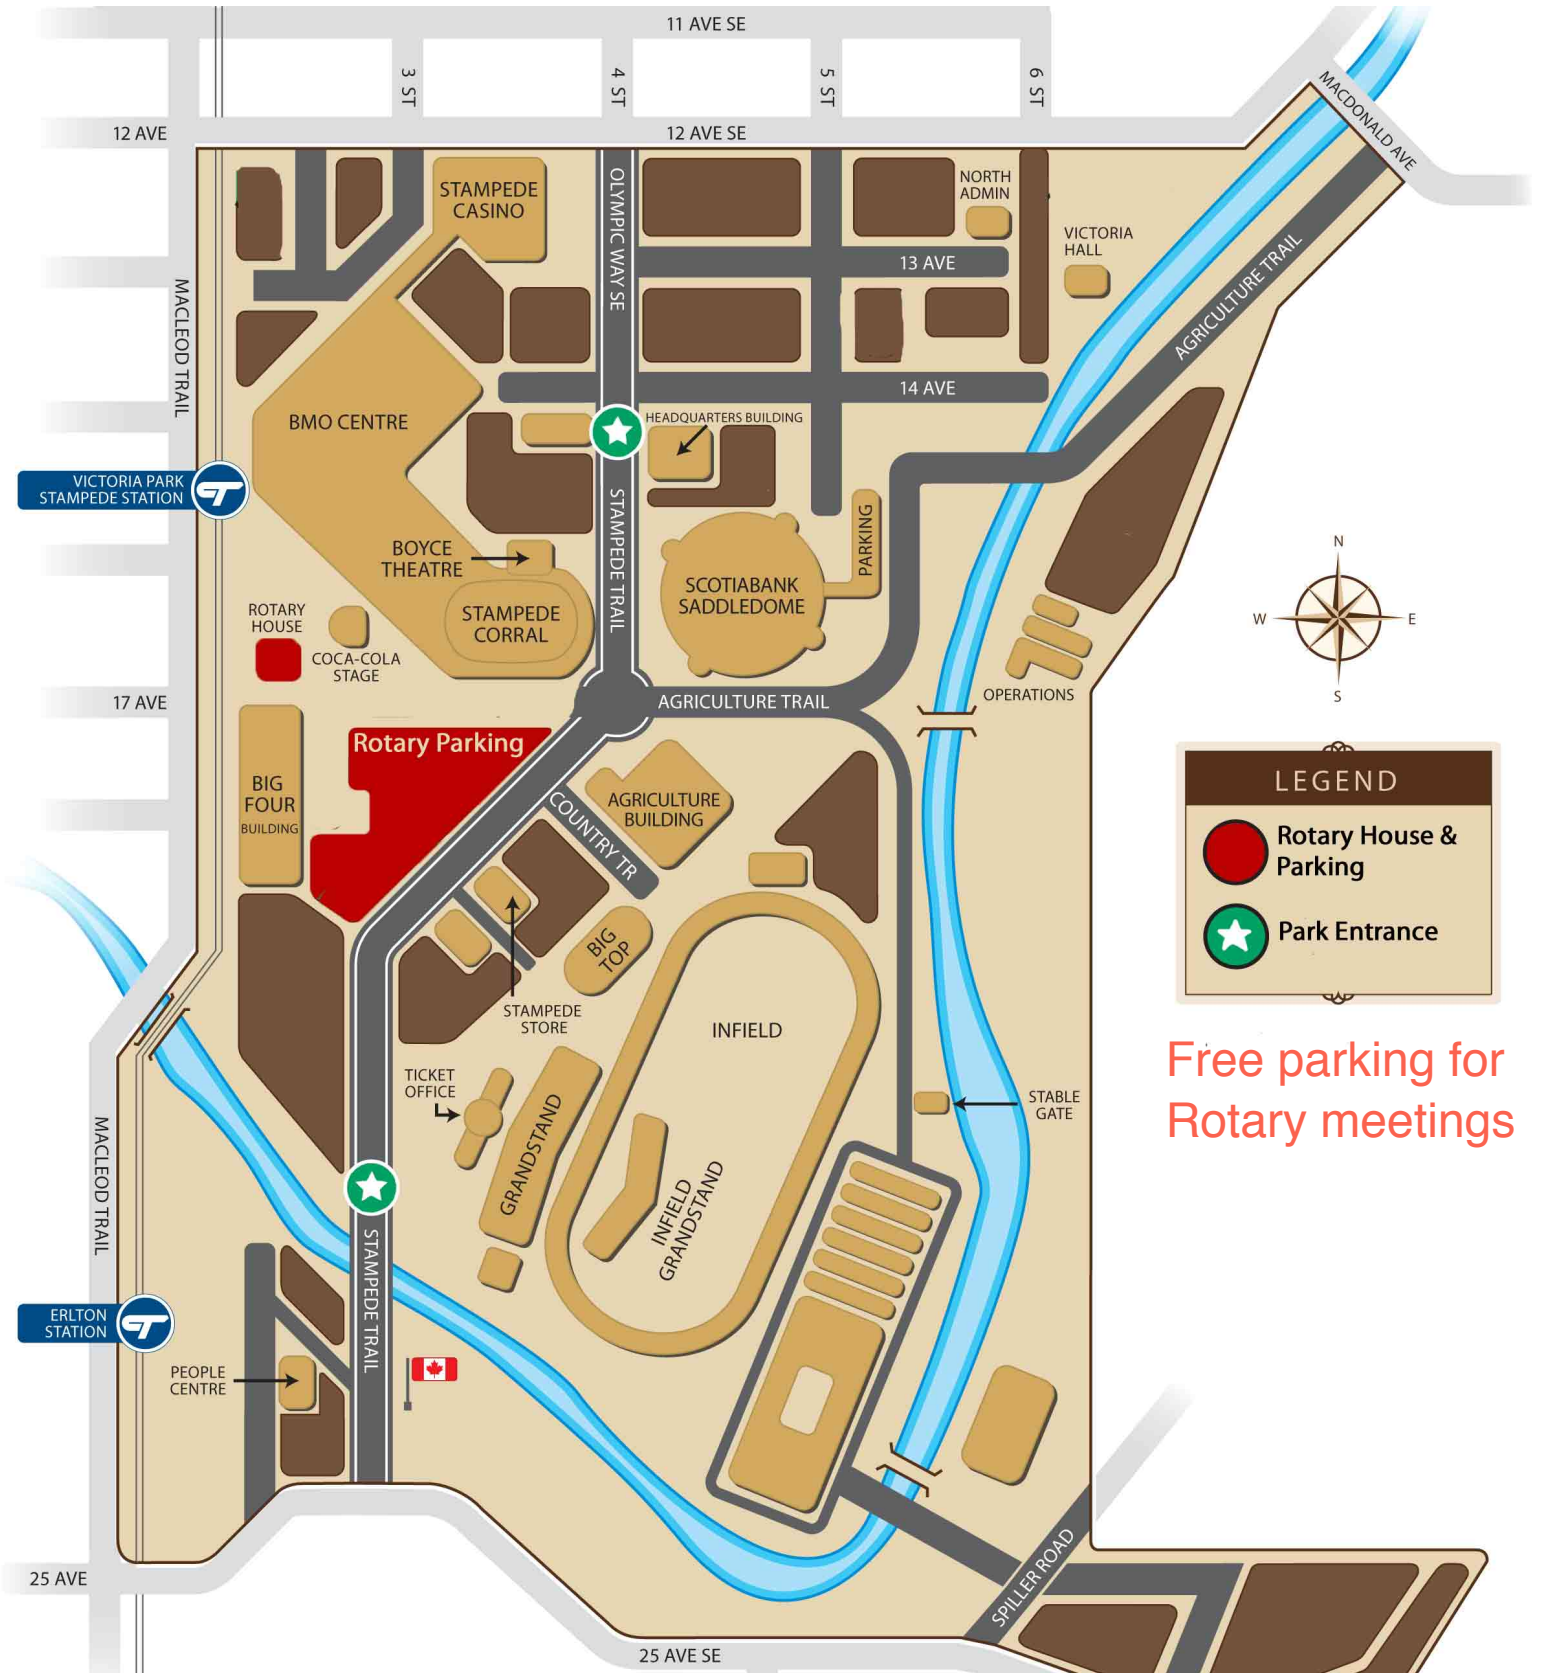 11 AVE SE
3 ST
4 ST
5 ST
6 ST
MACDONALD AVE
12 AVE
12 AVE SE
STAMPEDE
CASINO
OLYMPIC WAY SE
NORTH
ADMIN
VICTORIA
HALL
13 AVE
AGRICULTURE TRAIL
MACLEOD TRAIL
14 AVE
BMO CENTRE
HEADQUARTERS BUILDING
VICTORIA PARK
STAMPEDE STATION
STAMPEDE TRAIL
PARKING
BOYCE
THEATRE
SCOTIABANK
SADDLEDOME
STAMPEDE
CORRAL
ROTARY
HOUSE
COCA-COLA
STAGE
N
W
E
S
OPERATIONS
17 AVE
AGRICULTURE TRAIL
Rotary Parking
BIG
FOUR
BUILDING
COUNTRY TR
AGRICULTURE
BUILDING
LEGEND
Rotary House &
Parking
Park Entrance
BIG
TOP
STAMPEDE
STORE
INFIELD
Free parking for
Rotary meetings
TICKET
OFFICE
GRANDSTAND
STABLE
GATE
INFIELD
GRANDSTAND
MACLEOD TRAIL
STAMPEDE TRAIL
ERLTON
STATION
PEOPLE
CENTRE
SPILLER ROAD
25 AVE
25 AVE SE